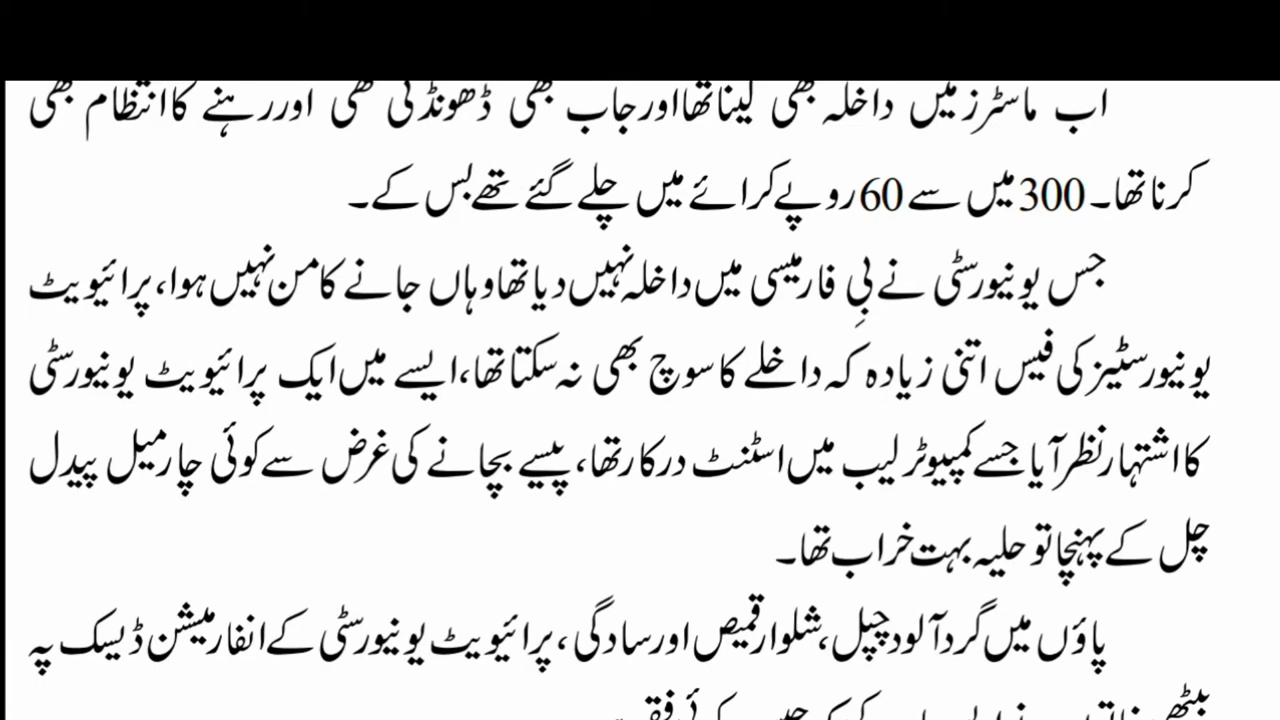 اب ماسٹرز میں داخلہ بھی لینا تھا اور جاب بھی ڈھونڈنی تھی اور رہنے کا انتظام بھی
کرنا تھا۔ 300 میں سے 60 روپے کرائے میں چلے گئے تھے بس کے۔
جس یونیورسٹی نے بِی فارمیسی میں داخلہ نہیں دیا تھا وہاں جانے کا من نہیں ہوا، پرائیویٹ
یونیورسٹیز کی فیس اتنی زیادہ کہ داخلے کا سوچ بھی نہ سکتا تھا، ایسے میں ایک پرائیویٹ یونیورسٹی
کا اشتہار نظر آیا جسے کمپیوٹر لیب میں اسٹنٹ درکار تھا، پیسے بچانے کی غرض سے کوئی چار میل پیدل
چل کے پہنچا تو حلیہ بہت خراب تھا۔
پاؤں میں گرد آلود چپل، شلوار قمیص اور سادگی، پرائیویٹ یونیورسٹی کے انفارمیشن ڈیسک پہ